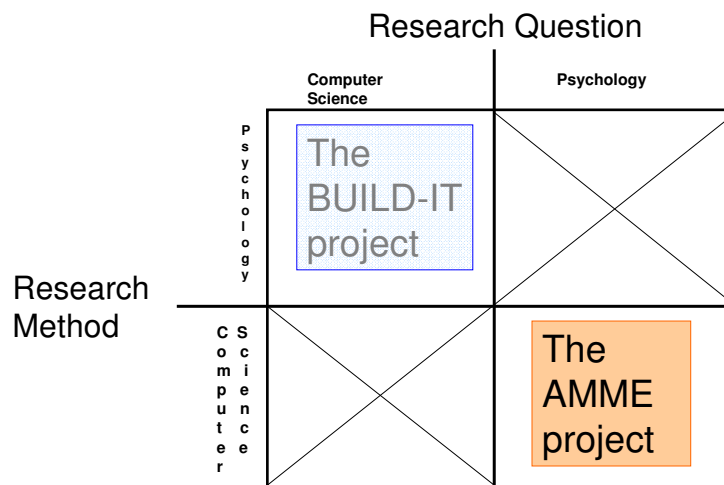 Research Question
Computer
Science
Psychology
Psychology
The
BUILD-IT
project
Research
Method
Computer
Science
The
AMME
project